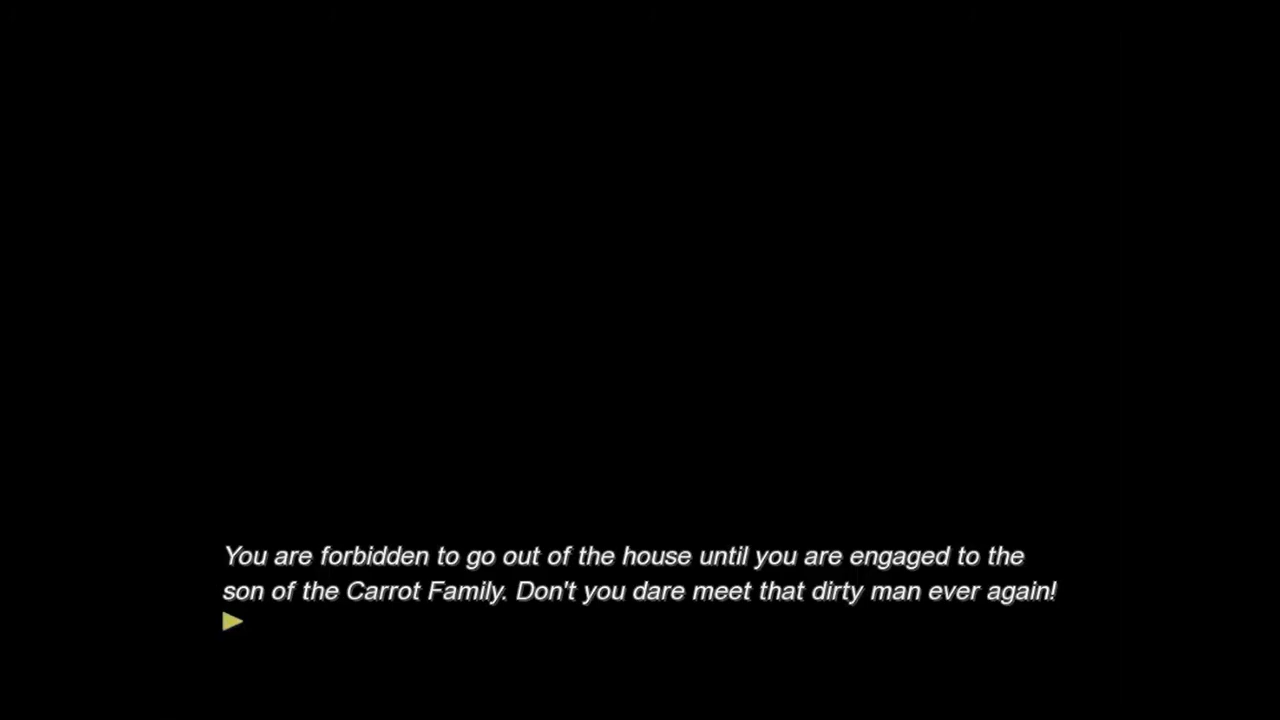 You are forbidden to go out of the house until you are engaged to the
son of the Carrot Family. Don't you dare meet that dirty man ever again!